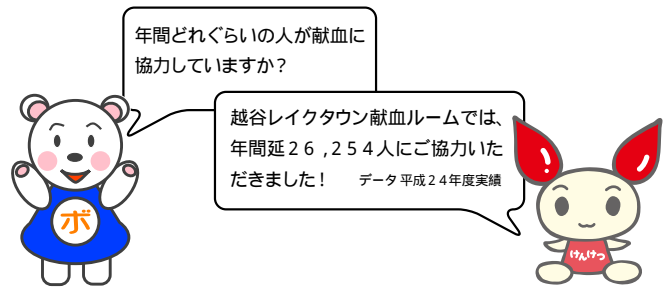 年間どれぐらいの人が献血に
協力していますか？
越谷レイクタウン献血ルームでは、
年間延２６,２５４人にご協力いた
だきました！ データ 平成２４年度実績
ボ
けんけつ